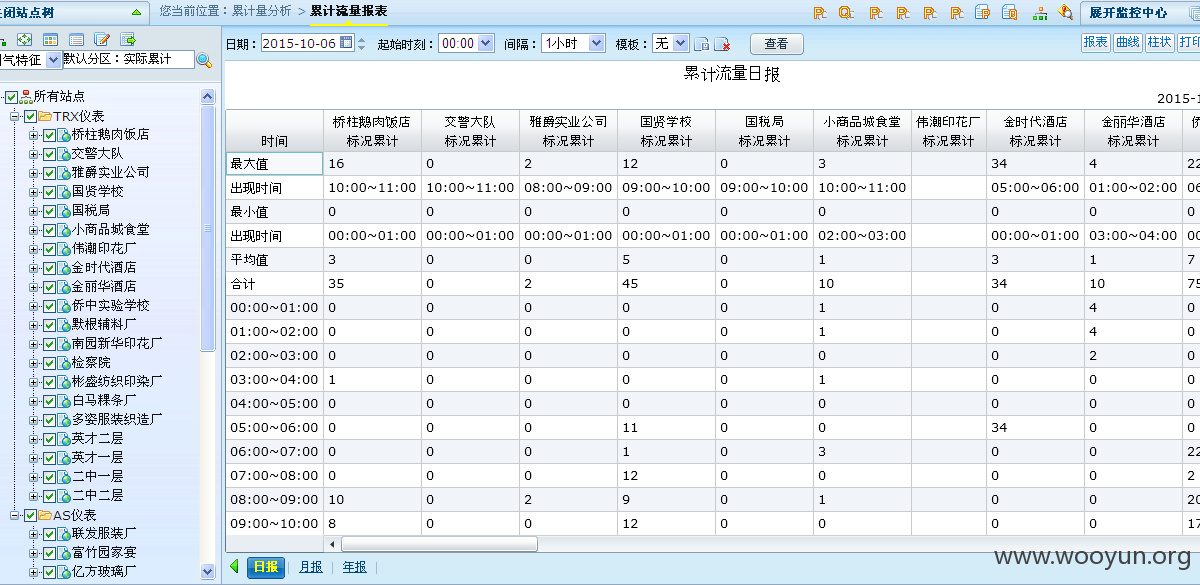 闭站点树
您当前位置：累计量分析 > 累计流量报表
展开监控中心
气特征 默认分区：实际累计
日期：2015-10-06 起始时刻：00:00 间隔：1小时 模板：无 查看
报表 曲线 柱状 打印
累计流量日报
2015-1
所有站点
TRX仪表
桥柱鹅肉饭店
交警大队
雅爵实业公司
国贤学校
国税局
小商品城食堂
伟潮印花厂
金时代酒店
金丽华酒店
侨中实验学校
默根辅料厂
南园新华印花厂
检察院
彬盛纺织印染厂
白马粿条厂
多姿服装织造厂
英才二层
英才一层
二中一层
二中二层
AS仪表
联发服装厂
富竹园家宴
亿方玻璃厂
时间 桥柱鹅肉饭店 交警大队 雅爵实业公司 国贤学校 国税局 小商品城食堂 伟潮印花厂 金时代酒店 金丽华酒店
标况累计 标况累计 标况累计 标况累计 标况累计 标况累计 标况累计 标况累计 标况累计
最大值 16 0 2 12 0 3 34 4 22
出现时间 10:00~11:00 10:00~11:00 08:00~09:00 09:00~10:00 09:00~10:00 10:00~11:00 05:00~06:00 01:00~02:00 06
最小值 0 0 0 0 0 0 0 0 0
出现时间 00:00~01:00 00:00~01:00 00:00~01:00 00:00~01:00 00:00~01:00 02:00~03:00 00:00~01:00 03:00~04:00 00
平均值 3 0 0 5 0 1 3 1 7
合计 35 0 2 45 0 10 34 10 75
00:00~01:00 0 0 0 0 0 1 0 4 0
01:00~02:00 0 0 0 0 0 1 0 4 0
02:00~03:00 0 0 0 0 0 0 0 2 0
03:00~04:00 1 0 0 0 0 1 0 0 0
04:00~05:00 0 0 0 0 0 0 0 0 0
05:00~06:00 0 0 0 11 0 0 34 0 0
06:00~07:00 0 0 0 1 0 3 0 0 22
07:00~08:00 0 0 0 12 0 0 0 0 2
08:00~09:00 10 0 2 9 0 1 0 0 20
09:00~10:00 8 0 0 12 0 0 0 0 17
日报 月报 年报
www.wooyun.org